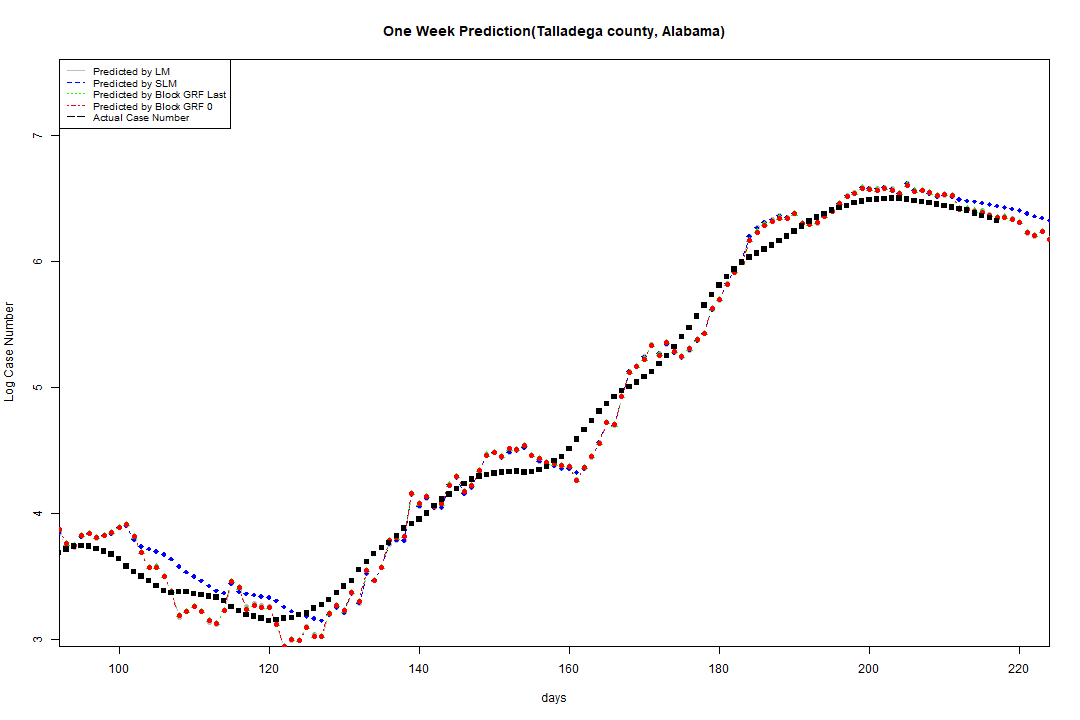 One Week Prediction(Talladega county, Alabama)
Predicted by LM
Predicted by SLM
Predicted by Block GRF Last
Predicted by Block GRF 0
Actual Case Number
7
6
5
4
3
Log Case Number
100 120 140 160 180 200 220
days